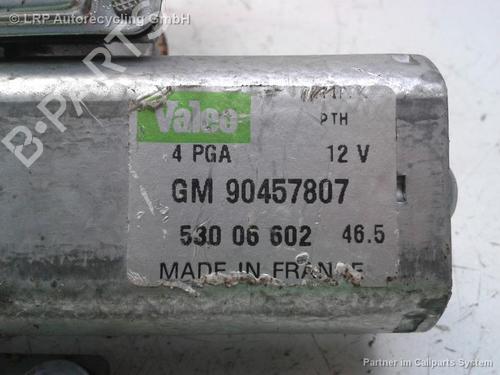 © LRP Autorecycling GmbH
B-Parts
Valeo
PTH
4 PGA 12 V
GM 90457807
530 06 602 46.5
MADE IN FRANCE
Partner im Callparts System